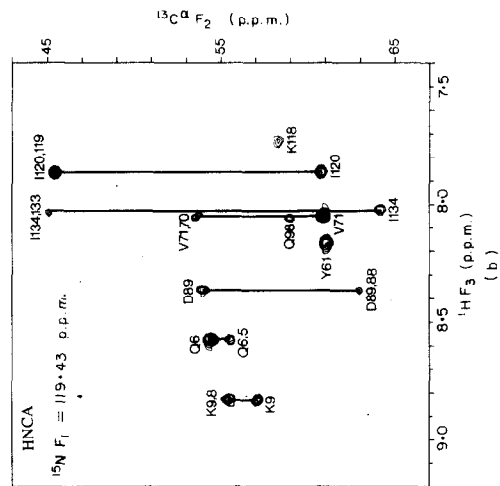 ¹³Cᵅ F₂ (p.p.m.)
45
55
65
HNCA
¹⁵N F₁ = 119·43 p.p.m.
I120,119
I120
K118
I134,133
I134
V71,70
Q98
V71
Y61
D89
D89,88
Q6
Q6.5
K9,8
K9
7·5
8·0
8·5
9·0
¹H F₃ (p.p.m.)
(b)